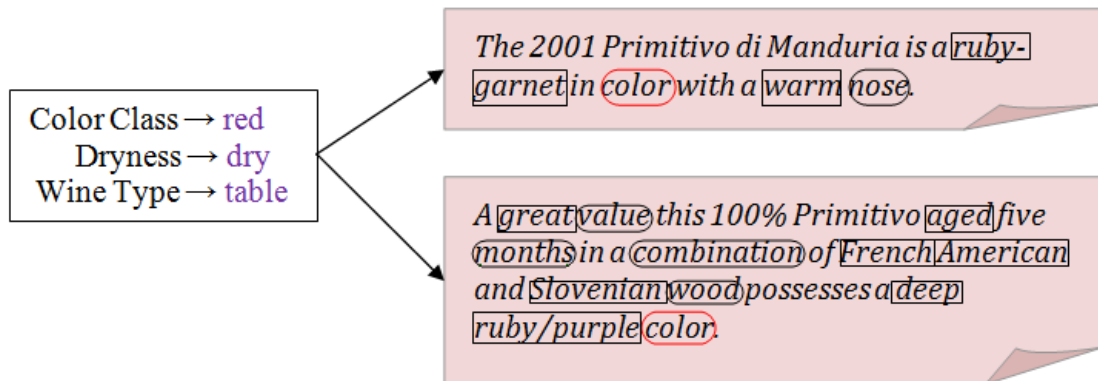 Color Class → red
Dryness → dry
Wine Type → table
The 2001 Primitivo di Manduria is a ruby-
garnet in color with a warm nose.
A great value this 100% Primitivo aged five
months in a combination of French American
and Slovenian wood possesses a deep
ruby/purple color.